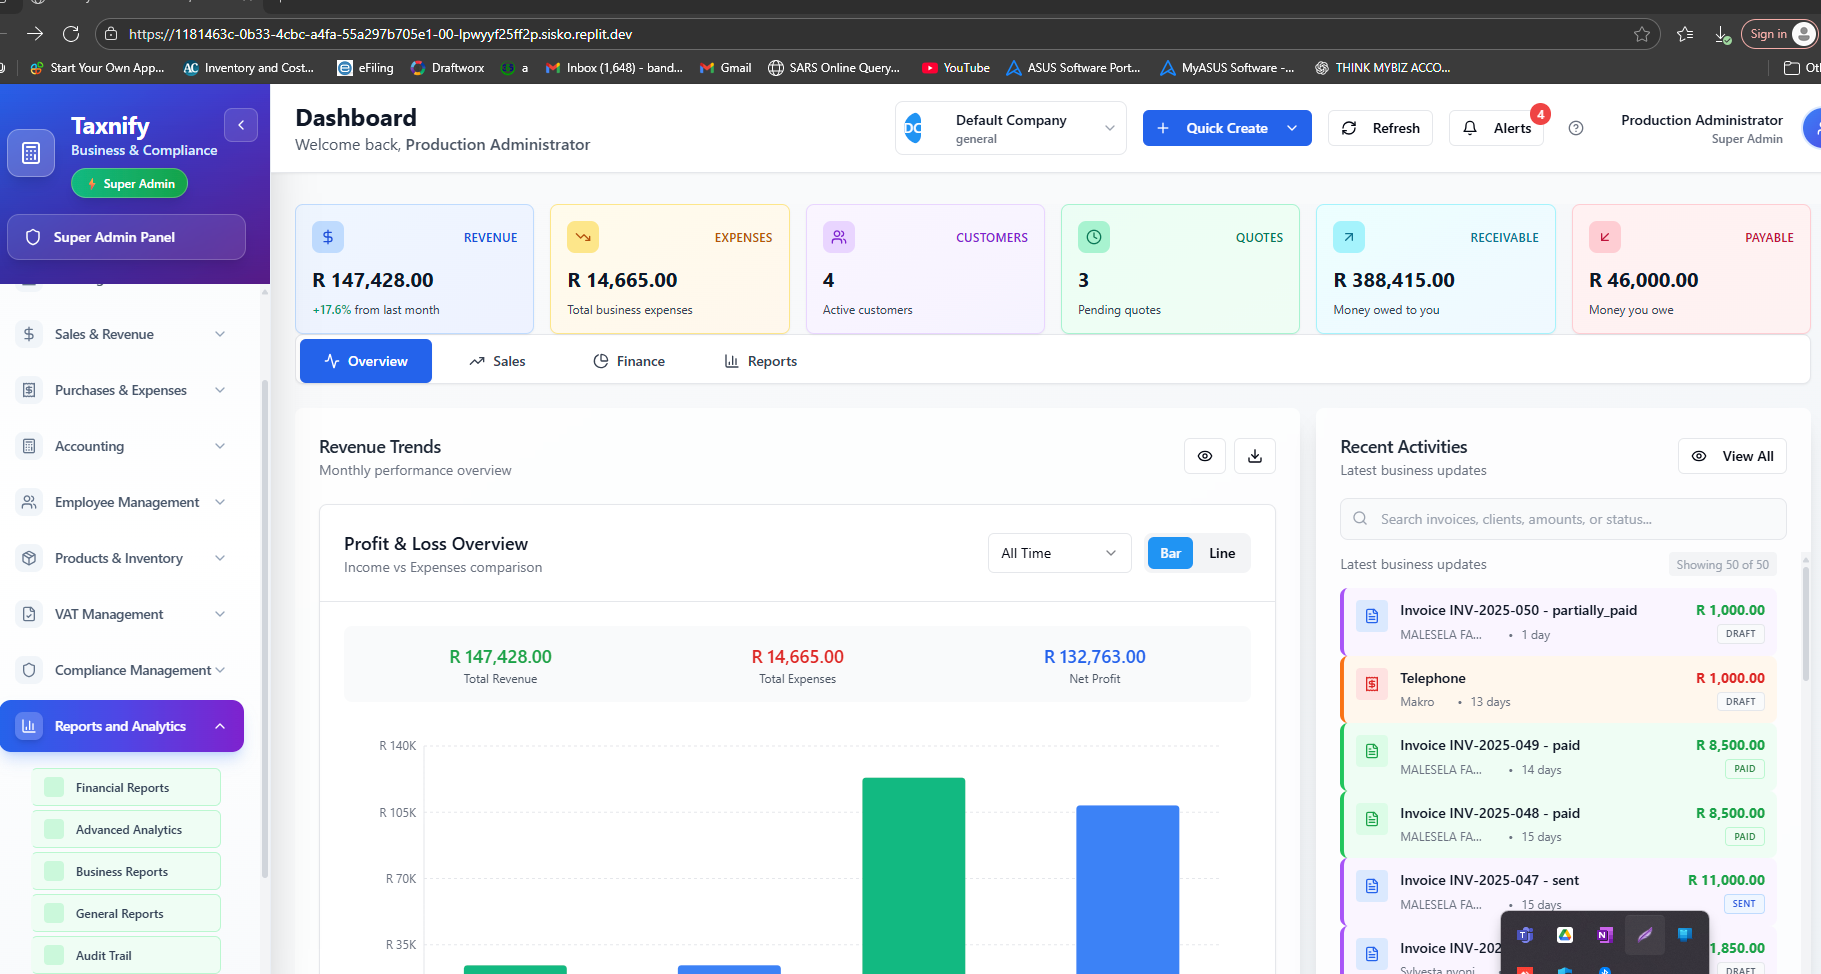 https://1181463c-0b33-4cbc-a4fa-55a297b705e1-00-lpwyyf25ff2p.sisko.replit.dev
Sign in
Start Your Own App...
AC Inventory and Cost...
eFiling
Draftworx
a
Inbox (1,648) - band...
Gmail
SARS Online Query...
YouTube
ASUS Software Port...
MyASUS Software -...
THINK MYBIZ ACCO...
Taxnify
Business & Compliance
Super Admin
Super Admin Panel
Sales & Revenue
Purchases & Expenses
Accounting
Employee Management
Products & Inventory
VAT Management
Compliance Management
Reports and Analytics
Financial Reports
Advanced Analytics
Business Reports
General Reports
Audit Trail
Dashboard
Welcome back, Production Administrator
DC
Default Company
general
Quick Create
Refresh
Alerts
4
Production Administrator
Super Admin
REVENUE
R 147,428.00
+17.6% from last month
EXPENSES
R 14,665.00
Total business expenses
CUSTOMERS
4
Active customers
QUOTES
3
Pending quotes
RECEIVABLE
R 388,415.00
Money owed to you
PAYABLE
R 46,000.00
Money you owe
Overview
Sales
Finance
Reports
Revenue Trends
Monthly performance overview
Profit & Loss Overview
Income vs Expenses comparison
All Time
Bar
Line
R 147,428.00
Total Revenue
R 14,665.00
Total Expenses
R 132,763.00
Net Profit
R 140K
R 105K
R 70K
R 35K
Recent Activities
Latest business updates
View All
Search invoices, clients, amounts, or status...
Latest business updates
Showing 50 of 50
Invoice INV-2025-050 - partially_paid
R 1,000.00
MALESELA FA... • 1 day
DRAFT
Telephone
R 1,000.00
Makro • 13 days
DRAFT
Invoice INV-2025-049 - paid
R 8,500.00
MALESELA FA... • 14 days
PAID
Invoice INV-2025-048 - paid
R 8,500.00
MALESELA FA... • 15 days
PAID
Invoice INV-2025-047 - sent
R 11,000.00
MALESELA FA... • 15 days
SENT
Invoice INV-202
1,850.00
Sylvesta nyoni
DRAFT